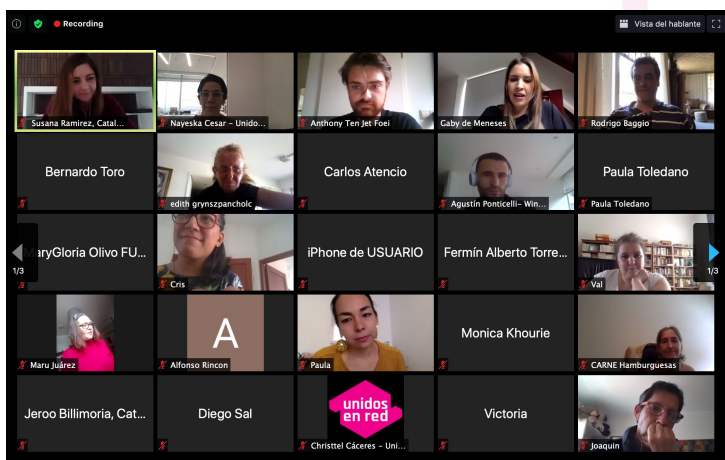 Recording
Vista del hablante
Susana Ramirez, Catal...
Nayeska Cesar – Unido...
Anthony Ten Jet Foei
Gaby de Meneses
Rodrigo Baggio
Bernardo Toro
edith grynszpancholc
Carlos Atencio
Agustín Ponticelli– Win...
Paula Toledano
Paula Toledano
aryGloria Olivo FU...
1/3
Cris
iPhone de USUARIO
Fermín Alberto Torre...
Val
1/3
Maru Juárez
A
Alfonso Rincon
Paula
Monica Khourie
CARNE Hamburguesas
Jeroo Billimoria, Cat...
Diego Sal
unidos
en red
Christtel Cáceres – Uni...
Victoria
Joaquin